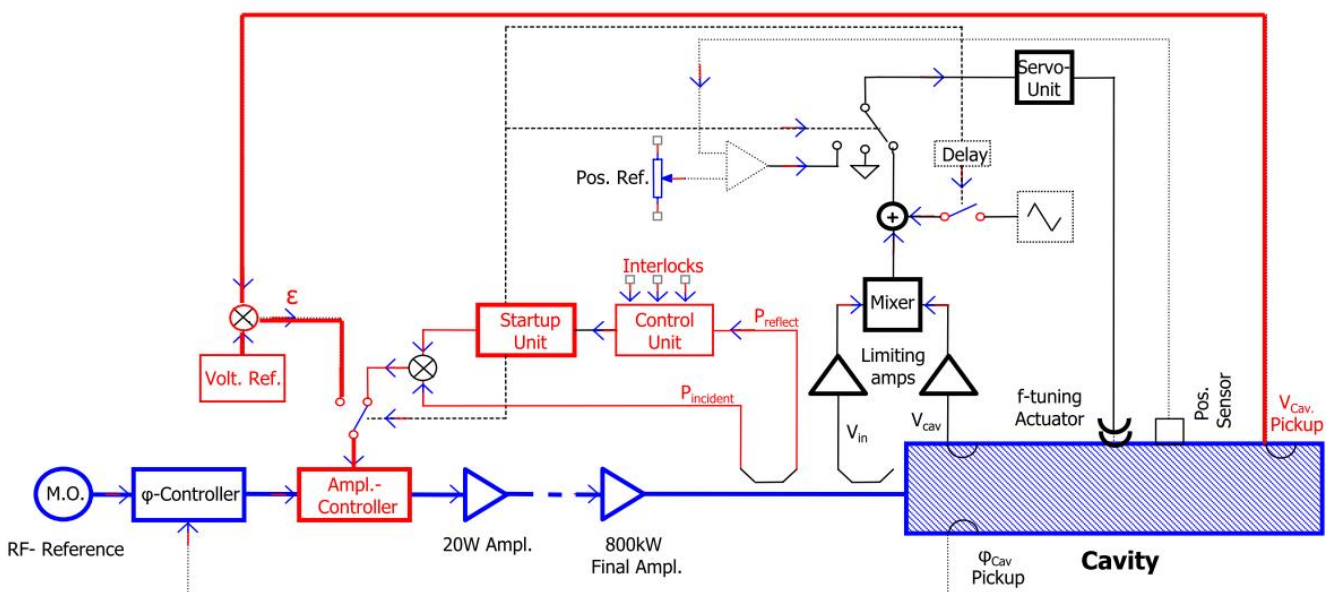 Servo-
Unit
Delay
Pos. Ref.
+
Interlocks
ε
Mixer
Startup
Unit
Control
Unit
P_reflect
Volt. Ref.
Limiting
amps
f-tuning
Actuator
Pos.
Sensor
P_incident
V_in
V_cav
V_Cav.
Pickup
M.O.
φ-Controller
Ampl.-
Controller
RF- Reference
20W Ampl.
800kW
Final Ampl.
φ_Cav
Pickup
Cavity